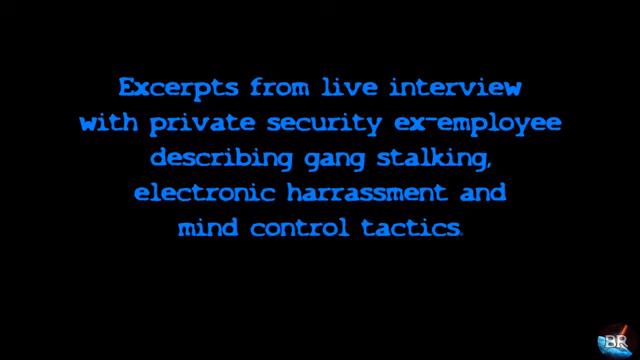 Excerpts from live interview
with private security ex-employee
describing gang stalking,
electronic harrassment and
mind control tactics.
BR